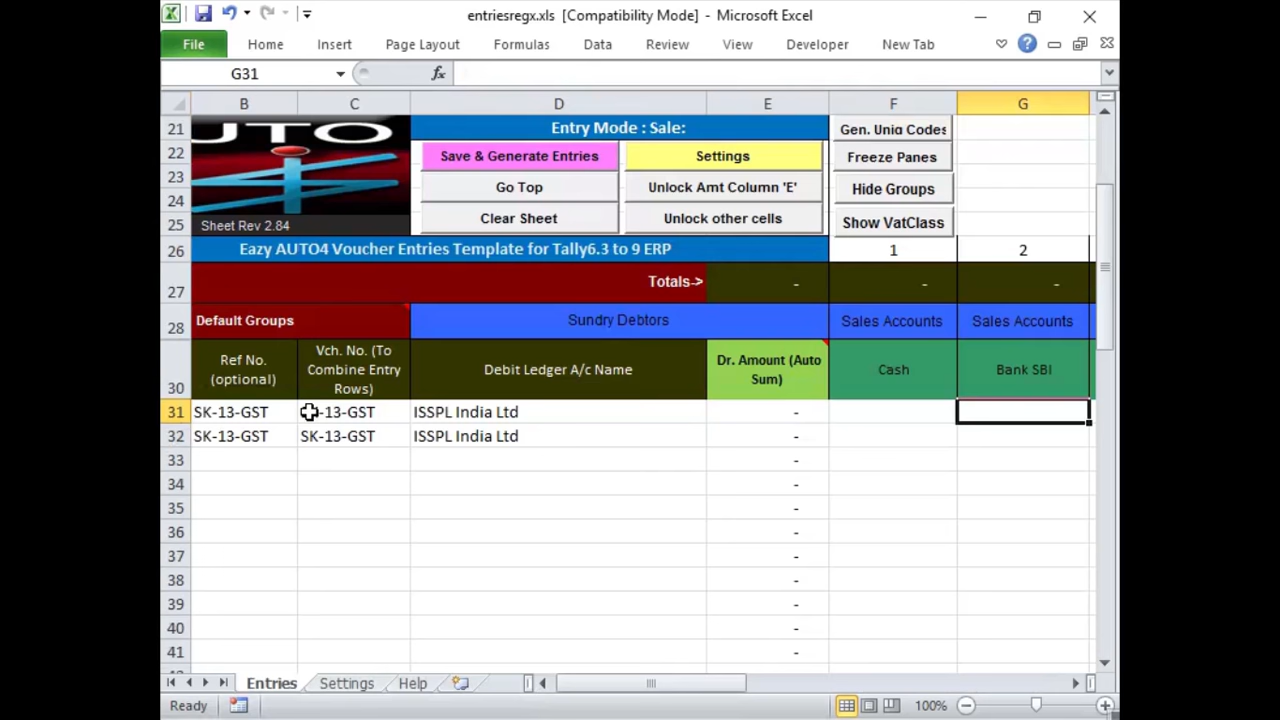 entriesregx.xls [Compatibility Mode] - Microsoft Excel
File Home Insert Page Layout Formulas Data Review View Developer New Tab
G31 fx
B C D E F G
21 UTO Entry Mode : Sale: Gen. Uniq Codes
22 Save & Generate Entries Settings Freeze Panes
23 Go Top Unlock Amt Column 'E' Hide Groups
24 Clear Sheet Unlock other cells Show VatClass
25 Sheet Rev 2.84
26 Eazy AUTO4 Voucher Entries Template for Tally6.3 to 9 ERP 1 2
27 Totals-> - - -
28 Default Groups Sundry Debtors Sales Accounts Sales Accounts
30 Ref No. (optional) Vch. No. (To Combine Entry Rows) Debit Ledger A/c Name Dr. Amount (Auto Sum) Cash Bank SBI
31 SK-13-GST -13-GST ISSPL India Ltd -
32 SK-13-GST SK-13-GST ISSPL India Ltd -
33 -
34 -
35 -
36 -
37 -
38 -
39 -
40 -
41 -
Entries Settings Help
Ready 100%